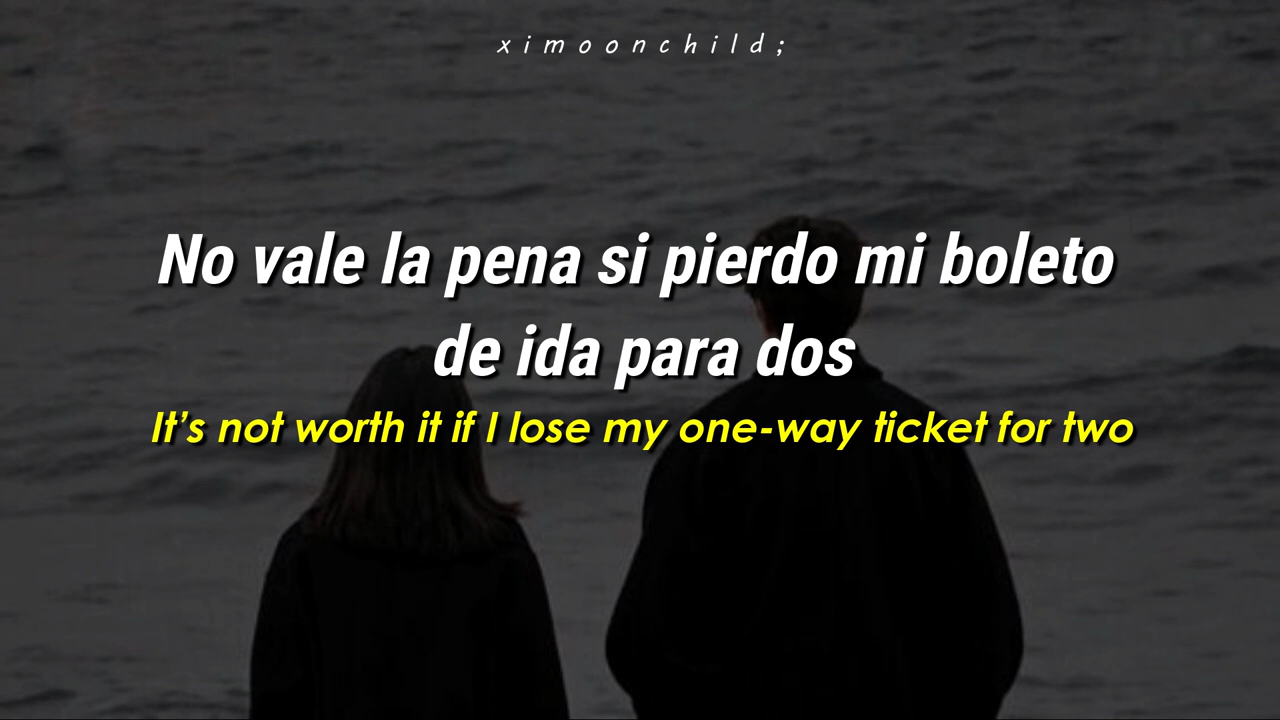 ximoonchild;
No vale la pena si pierdo mi boleto
de ida para dos
It’s not worth it if I lose my one-way ticket for two